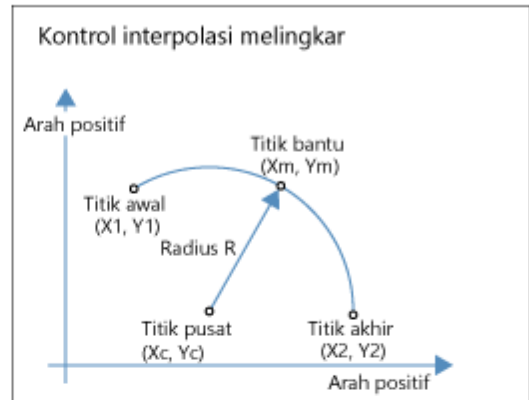 Kontrol interpolasi melingkar
Arah positif
Titik bantu
(Xm, Ym)
Titik awal
(X1, Y1)
Radius R
Titik pusat
(Xc, Yc)
Titik akhir
(X2, Y2)
Arah positif